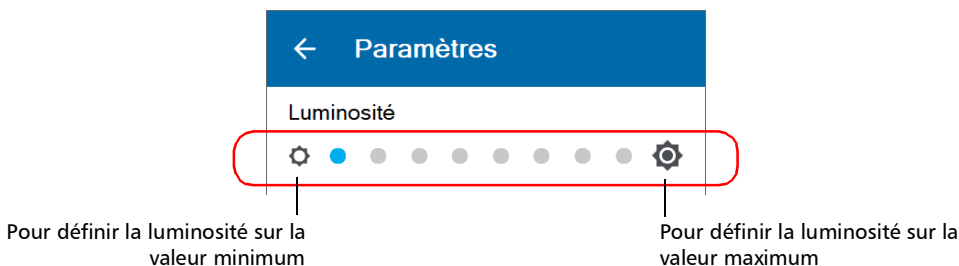 Paramètres
Luminosité
Pour définir la luminosité sur la
valeur minimum
Pour définir la luminosité sur la
valeur maximum